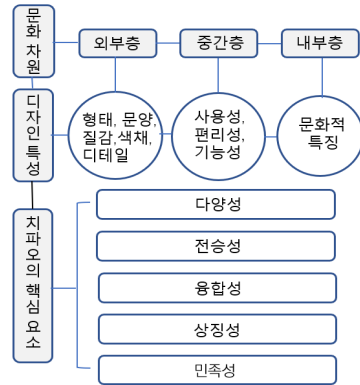 문화 차원
외부층
중간층
내부층
디자인 특성
형태, 문양,
질감,색채,
디테일
사용성,
편리성,
기능성
문화적
특징
치파오의 핵심 요소
다양성
전승성
융합성
상징성
민족성